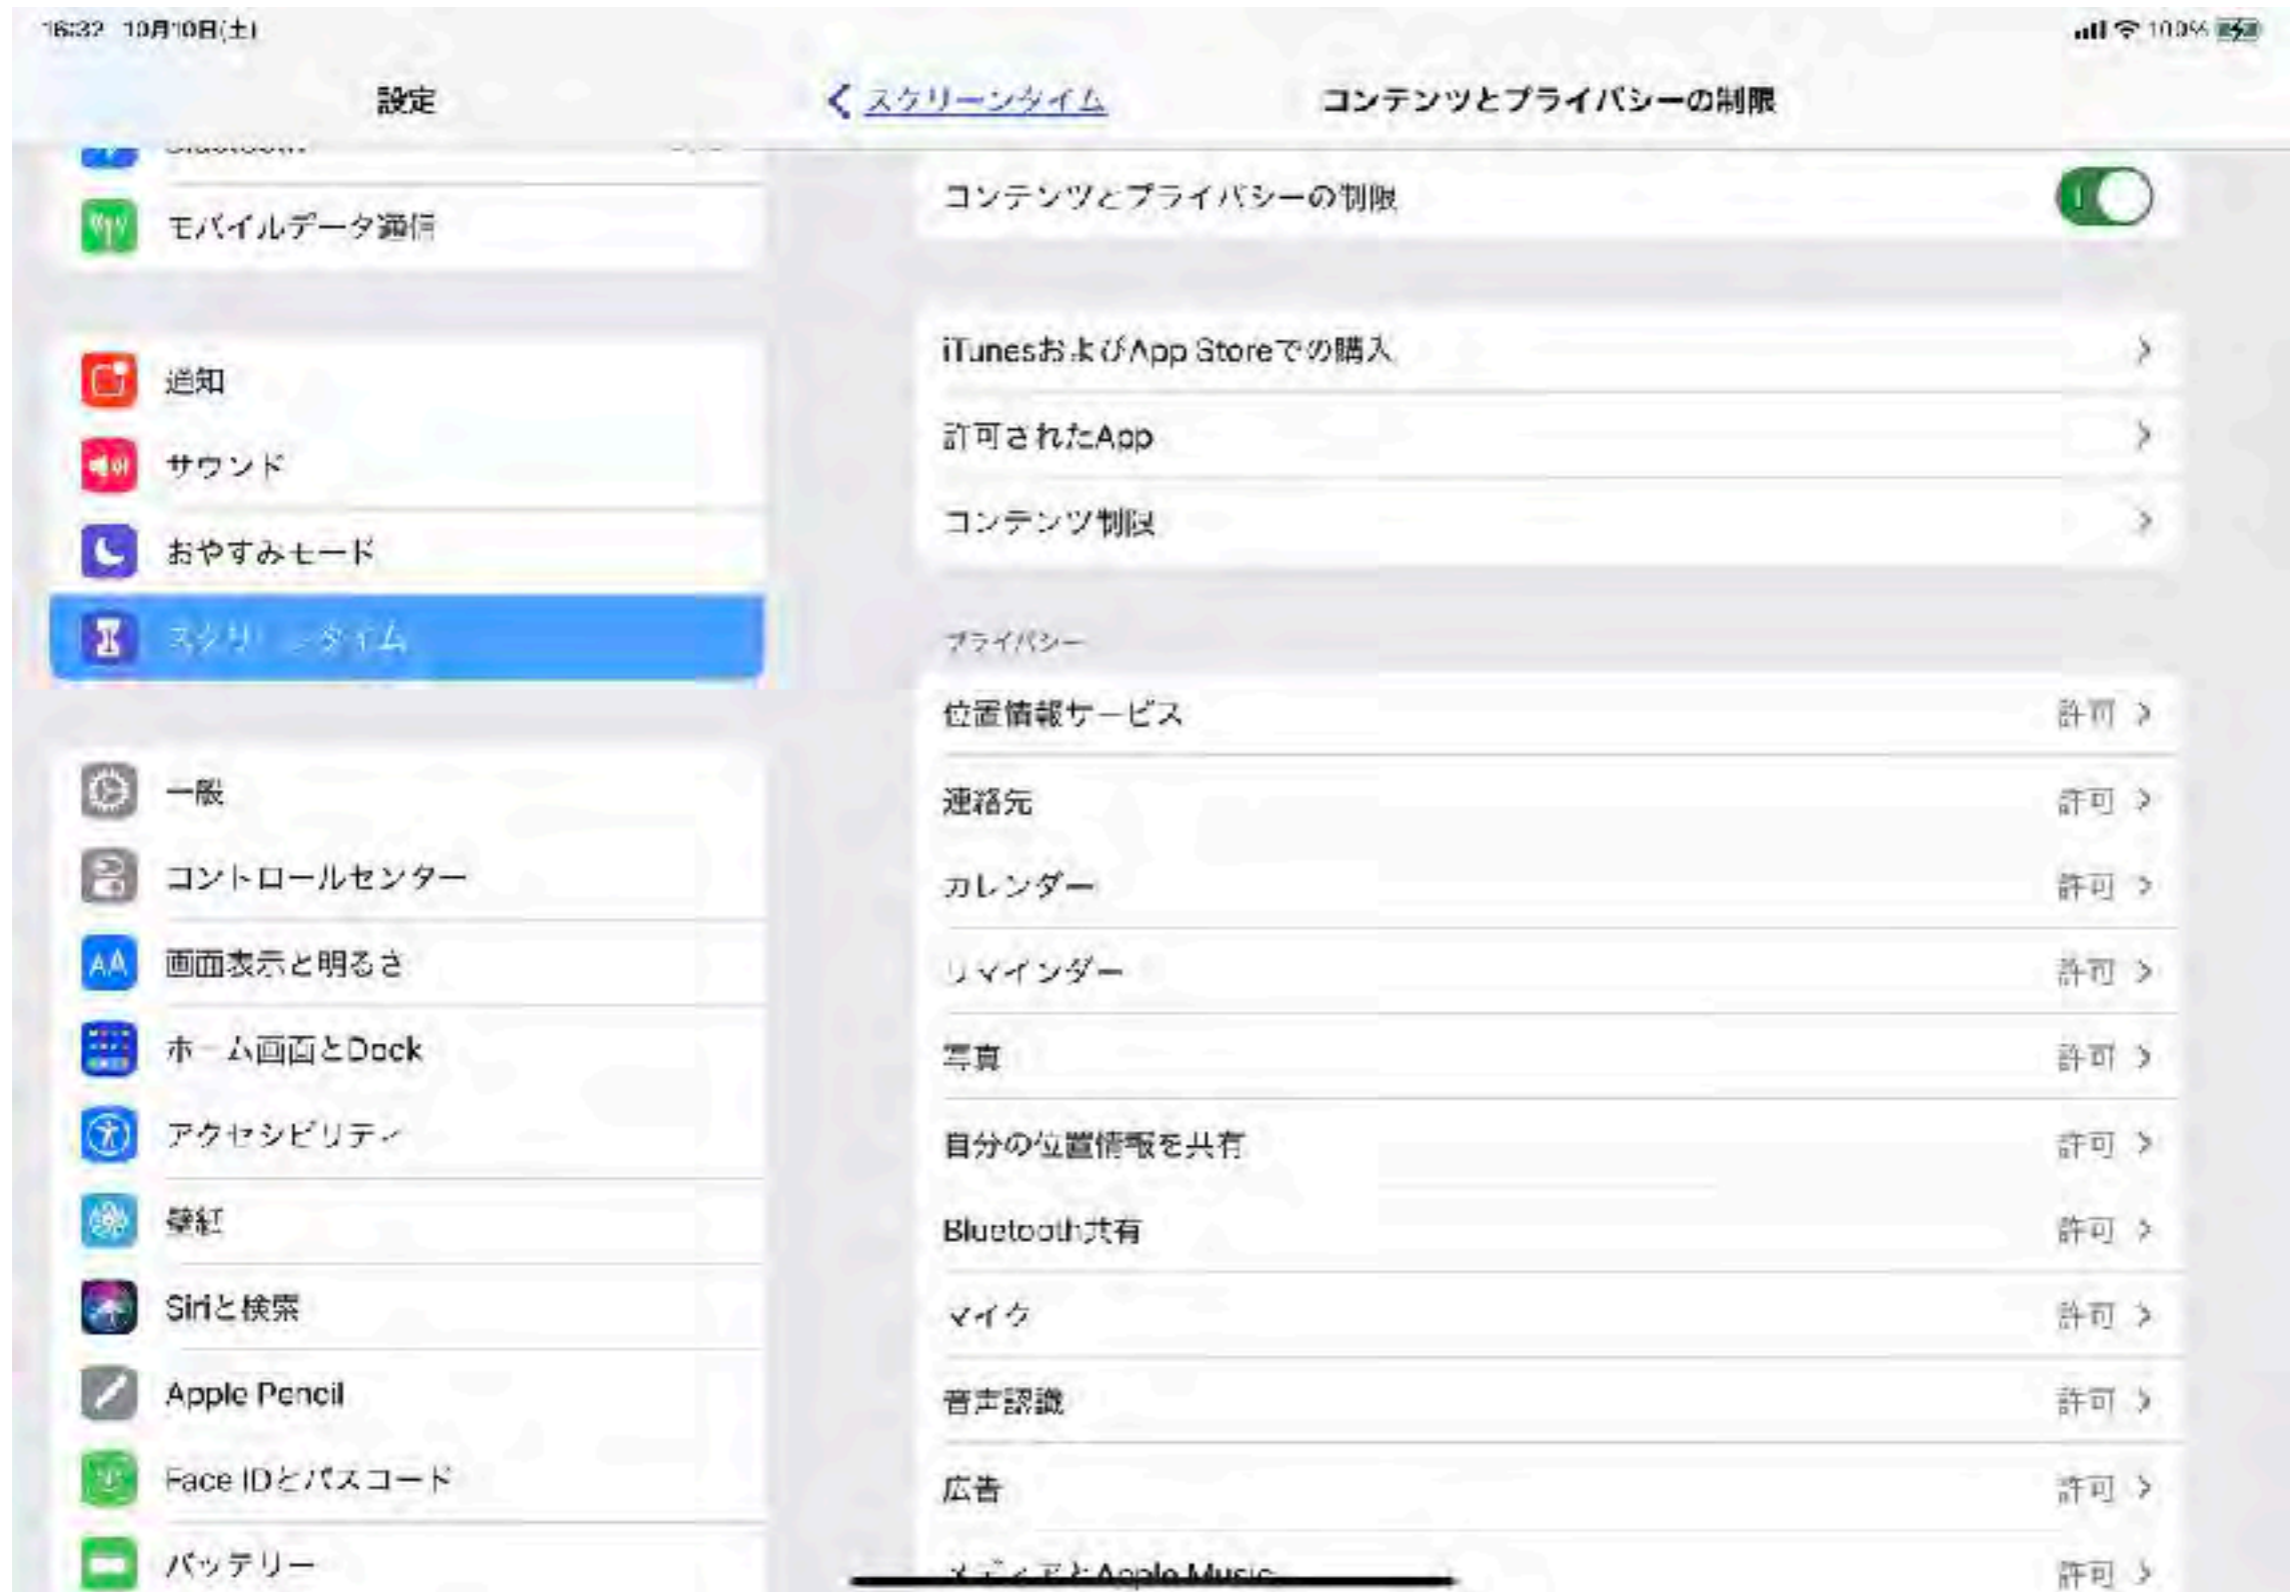 16:32 10月10日(土)
100%
設定
スクリーンタイム
コンテンツとプライバシーの制限
Bluetooth
モバイルデータ通信
通知
サウンド
おやすみモード
スクリーンタイム
一般
コントロールセンター
画面表示と明るさ
ホーム画面とDock
アクセシビリティ
壁紙
Siriと検索
Apple Pencil
Face IDとパスコード
バッテリー
コンテンツとプライバシーの制限
iTunesおよびApp Storeでの購入
許可されたApp
コンテンツ制限
プライバシー
位置情報サービス 許可
連絡先 許可
カレンダー 許可
リマインダー 許可
写真 許可
自分の位置情報を共有 許可
Bluetooth共有 許可
マイク 許可
音声認識 許可
広告 許可
メディアとApple Music 許可